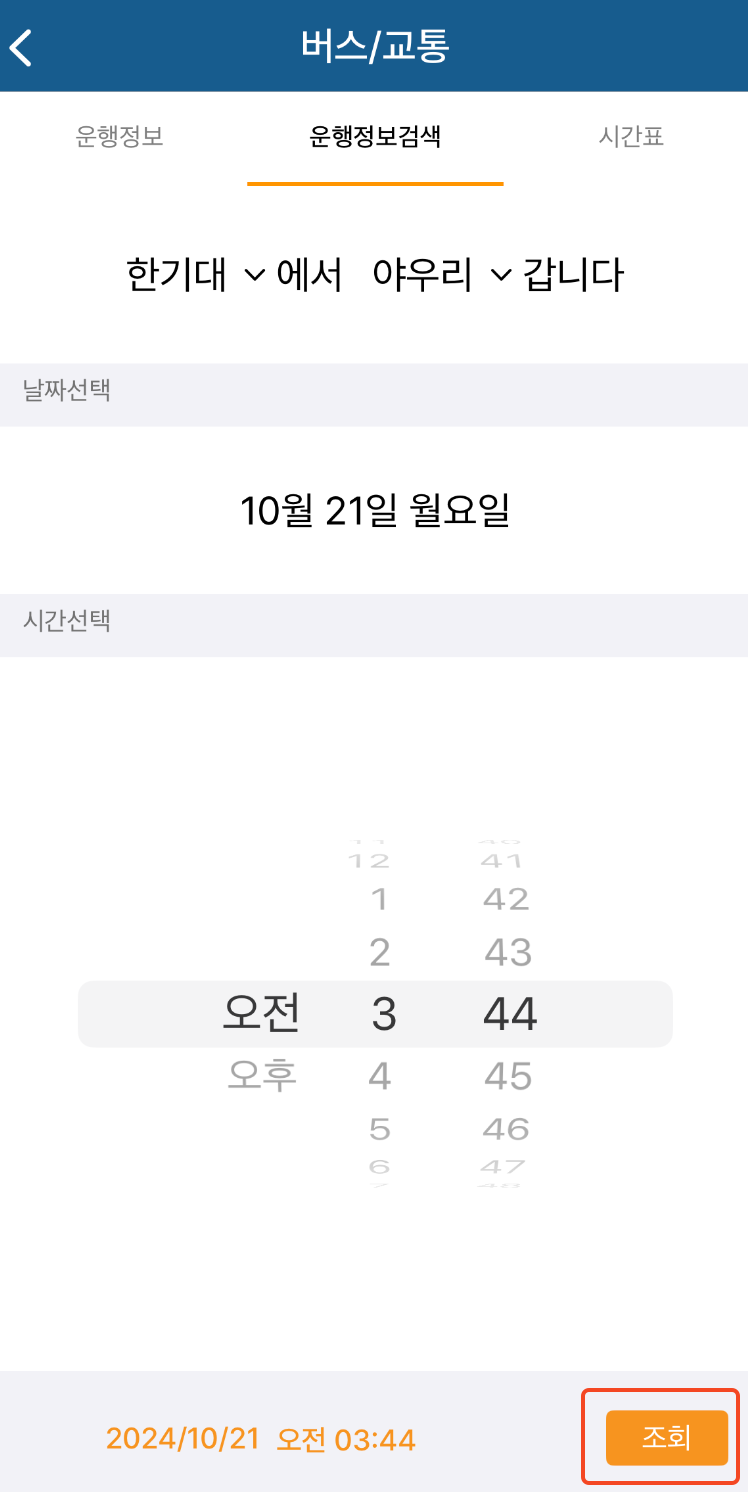 버스/교통
운행정보 운행정보검색 시간표
한기대 에서 야우리 갑니다
날짜선택
10월 21일 월요일
시간선택
12 41
1 42
2 43
오전 3 44
오후 4 45
5 46
6 47
7 48
2024/10/21 오전 03:44 조회